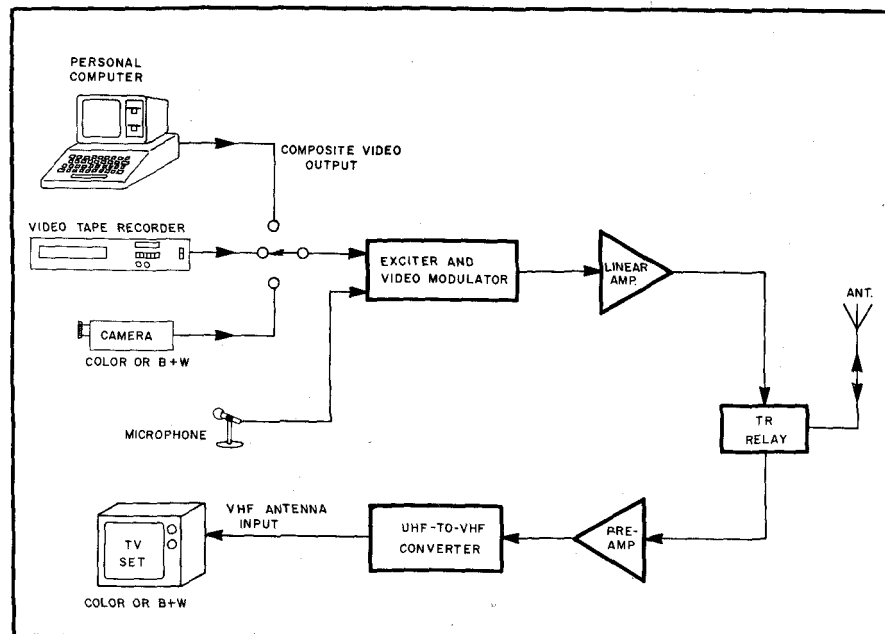 PERSONAL
COMPUTER
COMPOSITE VIDEO
OUTPUT
VIDEO TAPE RECORDER
EXCITER AND
VIDEO MODULATOR
LINEAR
AMP.
ANT.
CAMERA
COLOR OR B+W
MICROPHONE
TR
RELAY
VHF ANTENNA
INPUT
UHF-TO-VHF
CONVERTER
PRE-
AMP
TV
SET
COLOR OR B+W